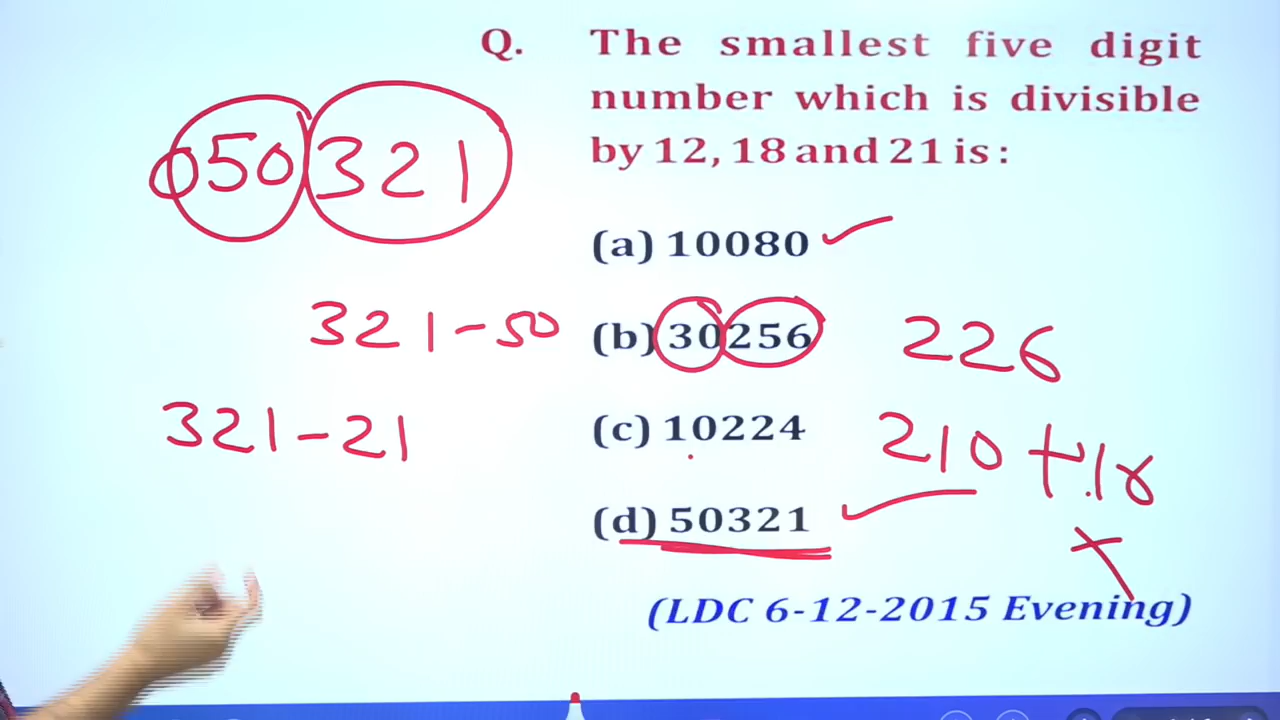 Q. The smallest five digit
number which is divisible
by 12, 18 and 21 is :
050 321
(a) 10080
321-50
(b) 30256
226
321-21
(c) 10224
210 + 16
(d) 50321
(LDC 6-12-2015 Evening)